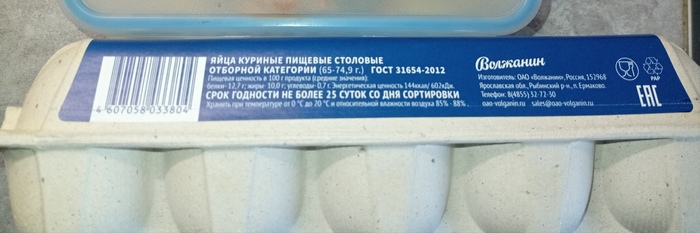 ЯЙЦА КУРИНЫЕ ПИЩЕВЫЕ СТОЛОВЫЕ
ОТБОРНОЙ КАТЕГОРИИ (65-74,9 г.) ГОСТ 31654-2012
Пищевая ценность в 100 г продукта (средние значения):
белки- 12,7 г; жиры- 10,0 г; углеводы- 0,7 г. Энергетическая ценность 144ккал/ 602кДж.
СРОК ГОДНОСТИ НЕ БОЛЕЕ 25 СУТОК СО ДНЯ СОРТИРОВКИ
Хранить при температуре от 0 °С до 20 °С и относительной влажности воздуха 85% - 88% .
4607058033804
Волжанин
Изготовитель: ОАО «Волжанин», Россия, 152968
Ярославская обл., Рыбинский р-н., п. Ермаково.
Телефон: 8(4855) 32-72-30
oao-volganin.ru sales@oao-volganin.ru
PAP
EAC